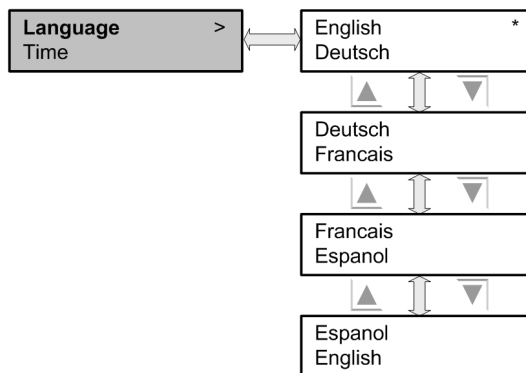 Language >
Time
English *
Deutsch
Deutsch
Francais
Francais
Espanol
Espanol
English